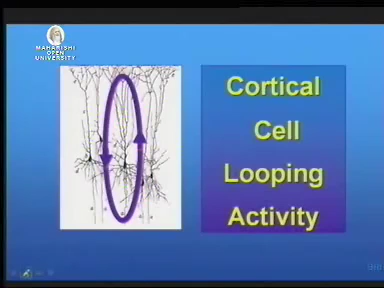 MAHARISHI
OPEN
UNIVERSITY
Cortical
Cell
Looping
Activity